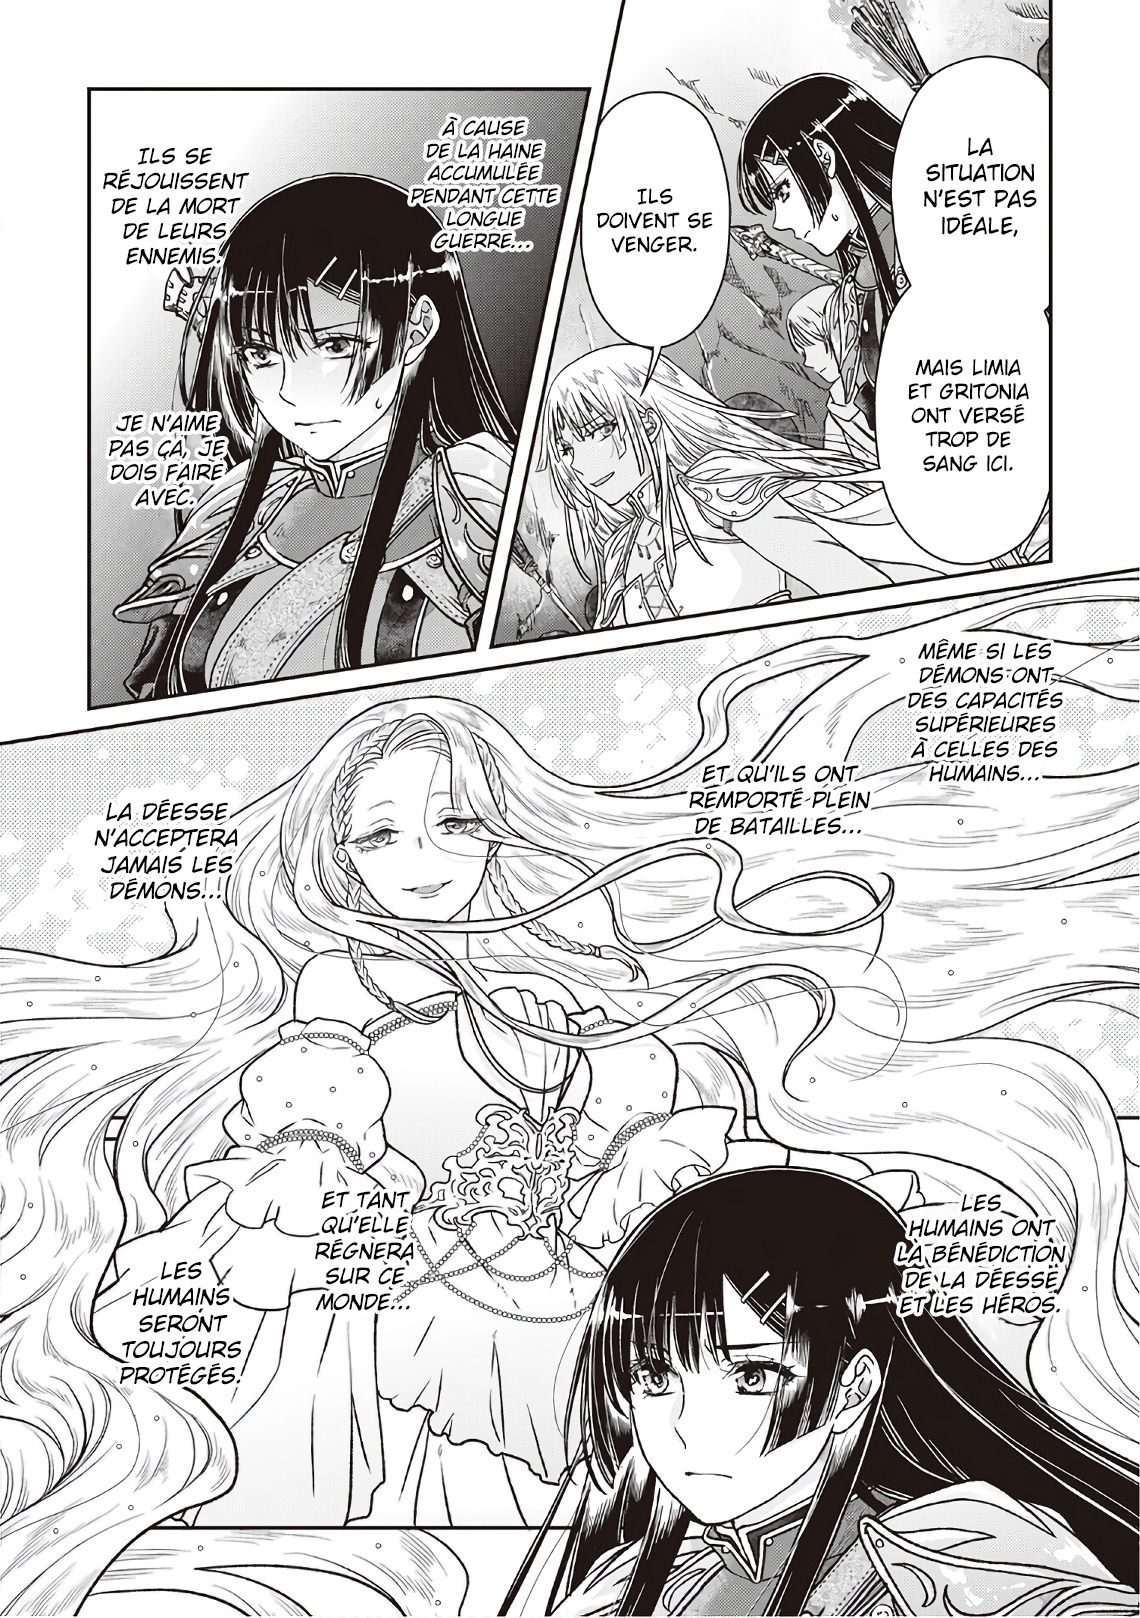 LA
SITUATION
N'EST PAS
IDÉALE,
MAIS LIMIA
ET GRITONIA
ONT VERSÉ
TROP DE
SANG ICI.
ILS
DOIVENT SE
VENGER.
À CAUSE
DE LA HAINE
ACCUMULÉE
PENDANT CETTE
LONGUE
GUERRE...
ILS SE
RÉJOUISSENT
DE LA MORT
DE LEURS
ENNEMIS.
JE N'AIME
PAS ÇA, JE
DOIS FAIRE
AVEC.
MÊME SI LES
DÉMONS ONT
DES CAPACITÉS
SUPÉRIEURES
À CELLES DES
HUMAINS...
ET QU'ILS ONT
REMPORTÉ PLEIN
DE BATAILLES...
LA DÉESSE
N'ACCEPTERA
JAMAIS LES
DÉMONS...
LES
HUMAINS ONT
LA BÉNÉDICTION
DE LA DÉESSE
ET LES HÉROS.
ET TANT
QU'ELLE
RÉGNERA
SUR CE
MONDE...
LES
HUMAINS
SERONT
TOUJOURS
PROTÉGÉS.